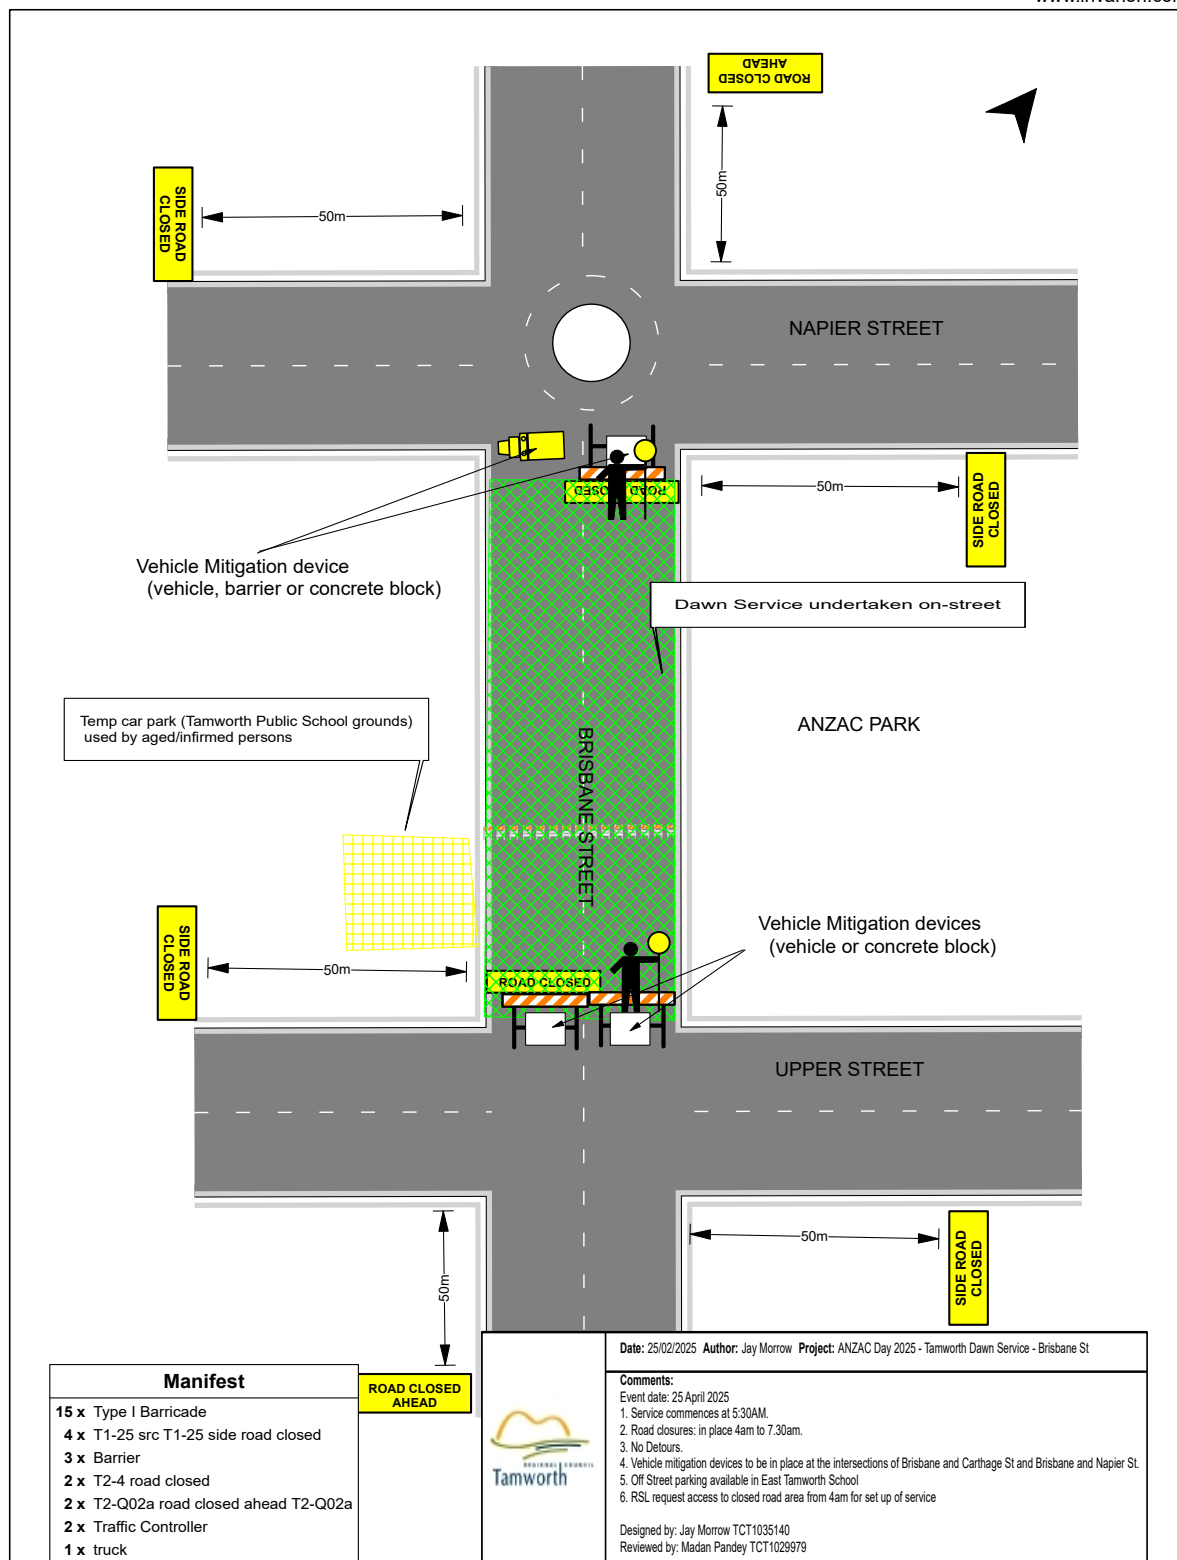 ROAD CLOSED
AHEAD
50m
SIDE ROAD
CLOSED
50m
NAPIER STREET
ROAD CLOSED
50m
SIDE ROAD
CLOSED
Vehicle Mitigation device
(vehicle, barrier or concrete block)
Dawn Service undertaken on-street
Temp car park (Tamworth Public School grounds)
used by aged/infirmed persons
ANZAC PARK
BRISBANE STREET
Vehicle Mitigation devices
(vehicle or concrete block)
SIDE ROAD
CLOSED
50m
ROAD CLOSED
UPPER STREET
50m
SIDE ROAD
CLOSED
50m
ROAD CLOSED
AHEAD
Manifest
15 x Type I Barricade
4 x T1-25 src T1-25 side road closed
3 x Barrier
2 x T2-4 road closed
2 x T2-Q02a road closed ahead T2-Q02a
2 x Traffic Controller
1 x truck
REGIONAL COUNCIL
Tamworth
Date: 25/02/2025 Author: Jay Morrow Project: ANZAC Day 2025 - Tamworth Dawn Service - Brisbane St
Comments:
Event date: 25 April 2025
1. Service commences at 5:30AM.
2. Road closures: in place 4am to 7.30am.
3. No Detours.
4. Vehicle mitigation devices to be in place at the intersections of Brisbane and Carthage St and Brisbane and Napier St.
5. Off Street parking available in East Tamworth School
6. RSL request access to closed road area from 4am for set up of service
Designed by: Jay Morrow TCT1035140
Reviewed by: Madan Pandey TCT1029979